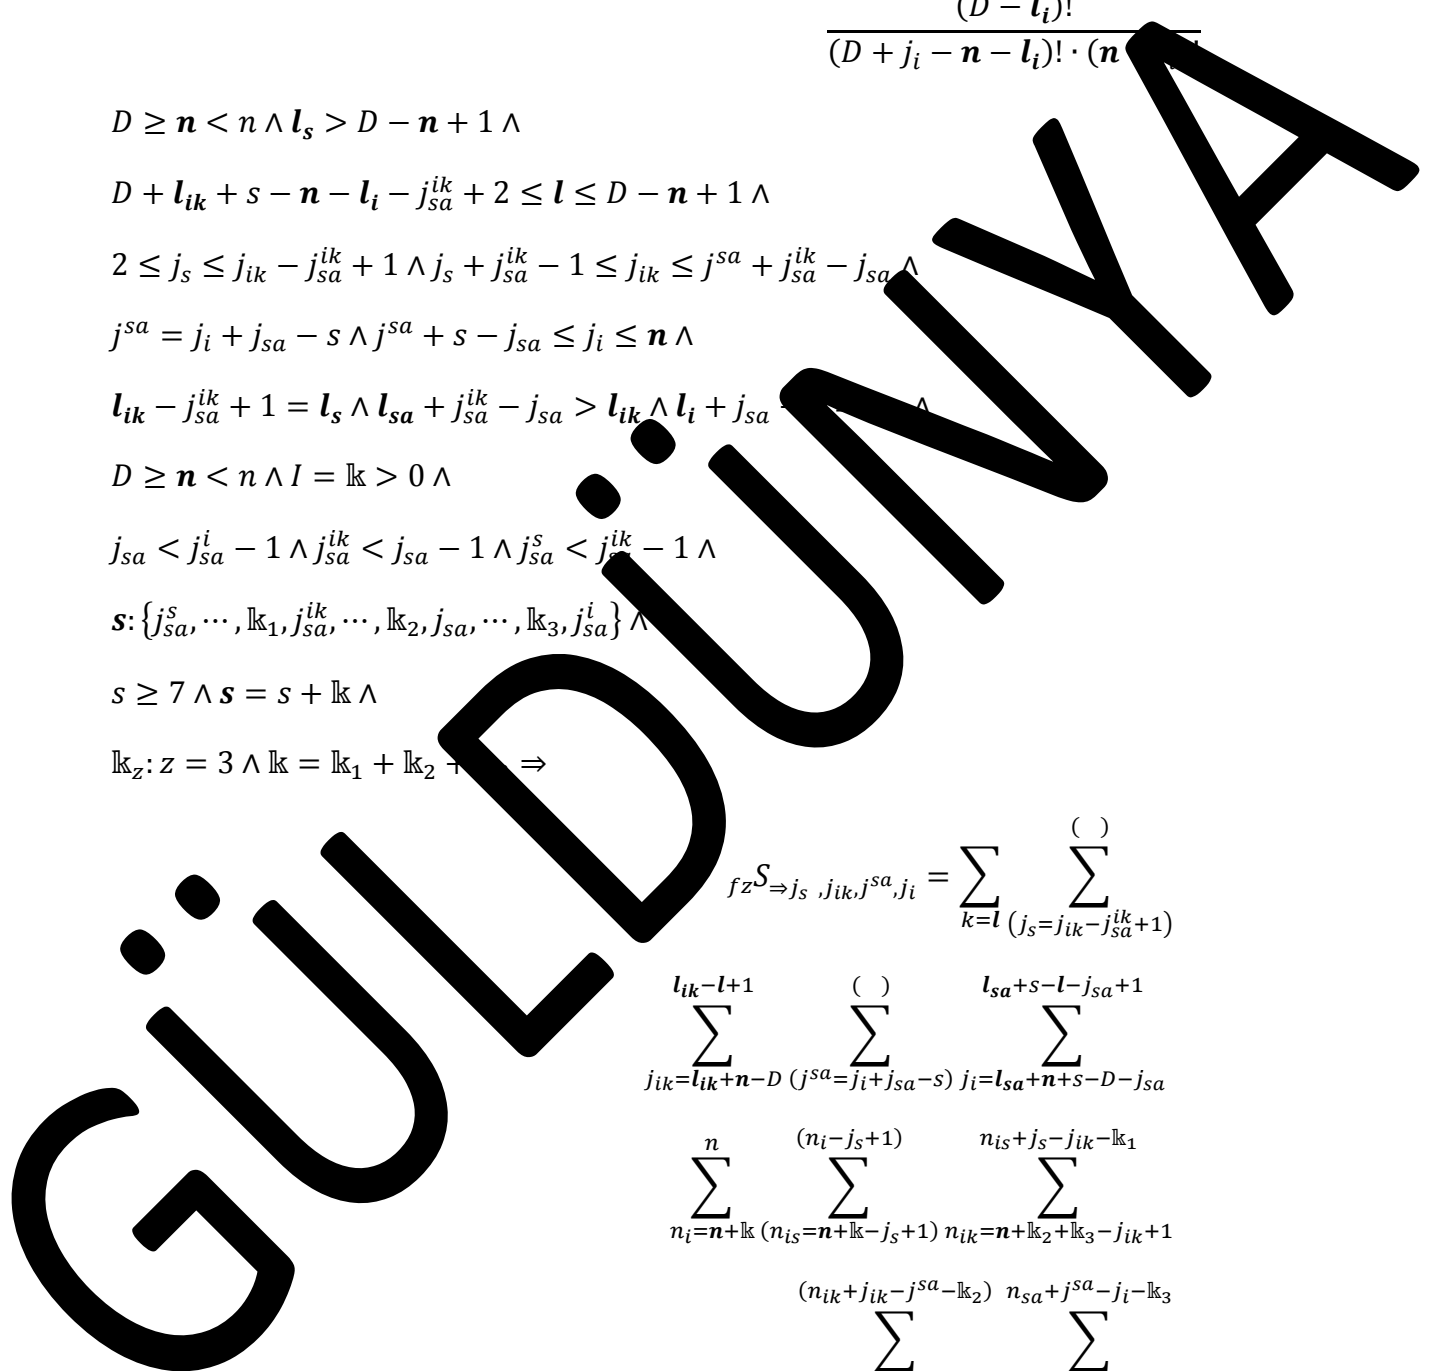 (D − l_i)!
(D + j_i − n − l_i)! · (n
D ≥ n < n ∧ l_s > D − n + 1 ∧
D + l_ik + s − n − l_i − j_sa^ik + 2 ≤ l ≤ D − n + 1 ∧
2 ≤ j_s ≤ j_ik − j_sa^ik + 1 ∧ j_s + j_sa^ik − 1 ≤ j_ik ≤ j^sa + j_sa^ik − j_sa ∧
j^sa = j_i + j_sa − s ∧ j^sa + s − j_sa ≤ j_i ≤ n ∧
l_ik − j_sa^ik + 1 = l_s ∧ l_sa + j_sa^ik − j_sa > l_ik ∧ l_i + j_sa ∧
D ≥ n < n ∧ I = 𝕜 > 0 ∧
j_sa < j_sa^i − 1 ∧ j_sa^ik < j_sa − 1 ∧ j_sa^s < j_sa^ik − 1 ∧
s: {j_sa^s, ⋯ , 𝕜_1, j_sa^ik, ⋯ , 𝕜_2, j_sa, ⋯ , 𝕜_3, j_sa^i} ∧
s ≥ 7 ∧ s = s + 𝕜 ∧
𝕜_z: z = 3 ∧ 𝕜 = 𝕜_1 + 𝕜_2 + ⇒
( )
fzS_⇒j_s ,j_ik,j^sa,j_i = ∑ ∑
k=l (j_s=j_ik−j_sa^ik+1)
l_ik−l+1 ( ) l_sa+s−l−j_sa+1
∑ ∑ ∑
j_ik=l_ik+n−D (j^sa=j_i+j_sa−s) j_i=l_sa+n+s−D−j_sa
n (n_i−j_s+1) n_is+j_s−j_ik−𝕜_1
∑ ∑ ∑
n_i=n+𝕜 (n_is=n+𝕜−j_s+1) n_ik=n+𝕜_2+𝕜_3−j_ik+1
(n_ik+j_ik−j^sa−𝕜_2) n_sa+j^sa−j_i−𝕜_3
∑ ∑
GÜLDÜNYA